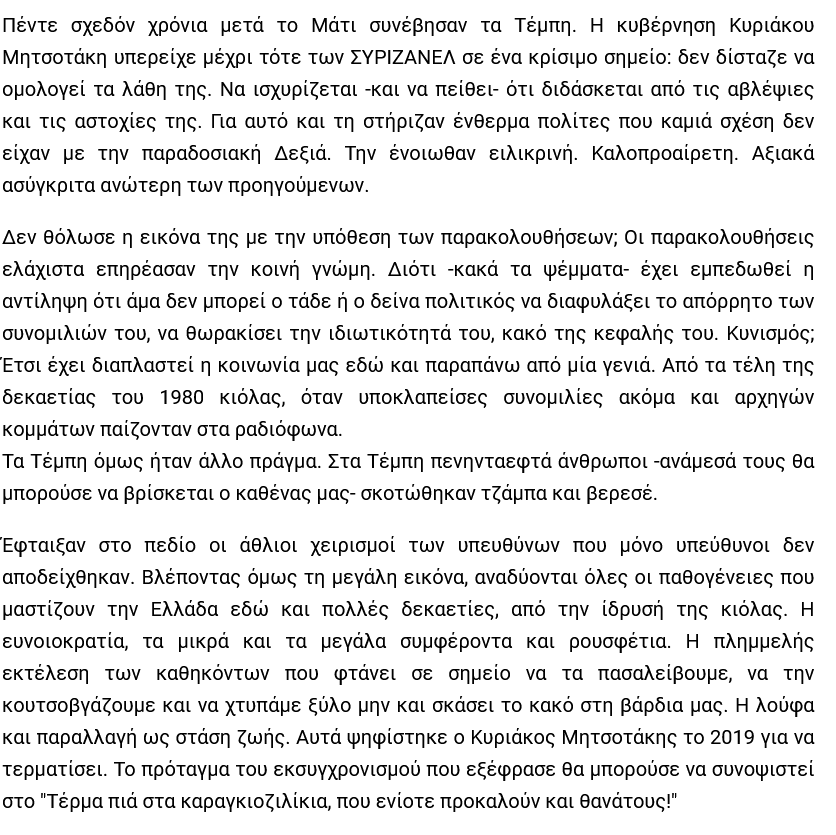 Πέντε σχεδόν χρόνια μετά το Μάτι συνέβησαν τα Τέμπη. Η κυβέρνηση Κυριάκου
Μητσοτάκη υπερείχε μέχρι τότε των ΣΥΡΙΖΑΝΕΛ σε ένα κρίσιμο σημείο: δεν δίσταζε να
ομολογεί τα λάθη της. Να ισχυρίζεται -και να πείθει- ότι διδάσκεται από τις αβλέψιες
και τις αστοχίες της. Για αυτό και τη στήριζαν ένθερμα πολίτες που καμιά σχέση δεν
είχαν με την παραδοσιακή Δεξιά. Την ένοιωθαν ειλικρινή. Καλοπροαίρετη. Αξιακά
ασύγκριτα ανώτερη των προηγούμενων.
Δεν θόλωσε η εικόνα της με την υπόθεση των παρακολουθήσεων; Οι παρακολουθήσεις
ελάχιστα επηρέασαν την κοινή γνώμη. Διότι -κακά τα ψέμματα- έχει εμπεδωθεί η
αντίληψη ότι άμα δεν μπορεί ο τάδε ή ο δείνα πολιτικός να διαφυλάξει το απόρρητο των
συνομιλιών του, να θωρακίσει την ιδιωτικότητά του, κακό της κεφαλής του. Κυνισμός;
Έτσι έχει διαπλαστεί η κοινωνία μας εδώ και παραπάνω από μία γενιά. Από τα τέλη της
δεκαετίας του 1980 κιόλας, όταν υποκλαπείσες συνομιλίες ακόμα και αρχηγών
κομμάτων παίζονταν στα ραδιόφωνα.
Τα Τέμπη όμως ήταν άλλο πράγμα. Στα Τέμπη πενηνταεφτά άνθρωποι -ανάμεσά τους θα
μπορούσε να βρίσκεται ο καθένας μας- σκοτώθηκαν τζάμπα και βερεσέ.
Έφταιξαν στο πεδίο οι άθλιοι χειρισμοί των υπευθύνων που μόνο υπεύθυνοι δεν
αποδείχθηκαν. Βλέποντας όμως τη μεγάλη εικόνα, αναδύονται όλες οι παθογένειες που
μαστίζουν την Ελλάδα εδώ και πολλές δεκαετίες, από την ίδρυσή της κιόλας. Η
ευνοιοκρατία, τα μικρά και τα μεγάλα συμφέροντα και ρουσφέτια. Η πλημμελής
εκτέλεση των καθηκόντων που φτάνει σε σημείο να τα πασαλείβουμε, να την
κουτσοβγάζουμε και να χτυπάμε ξύλο μην και σκάσει το κακό στη βάρδια μας. Η λούφα
και παραλλαγή ως στάση ζωής. Αυτά ψηφίστηκε ο Κυριάκος Μητσοτάκης το 2019 για να
τερματίσει. Το πρόταγμα του εκσυγχρονισμού που εξέφρασε θα μπορούσε να συνοψιστεί
στο "Τέρμα πιά στα καραγκιοζιλίκια, που ενίοτε προκαλούν και θανάτους!"